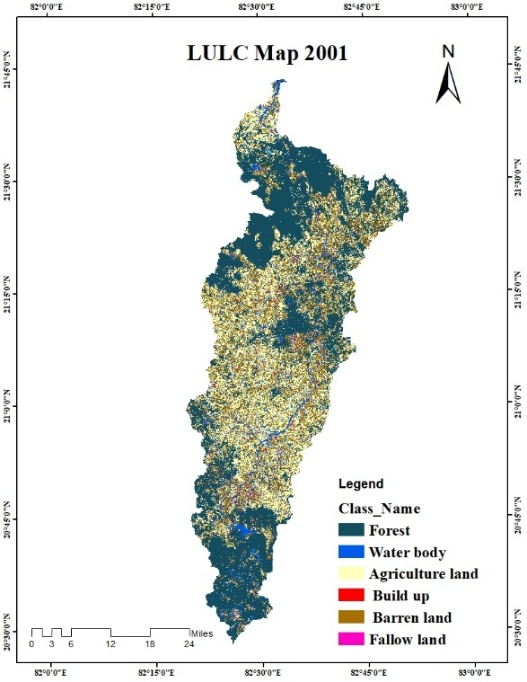 82°0'0"E 82°15'0"E 82°30'0"E 82°45'0"E 83°0'0"E
LULC Map 2001
N
21°45'0"N 21°45'0"N
21°30'0"N 21°30'0"N
21°15'0"N 21°15'0"N
21°0'0"N 21°0'0"N
Legend
Class_Name
20°45'0"N 20°45'0"N
Forest
Water body
Agriculture land
Build up
Barren land
Fallow land
20°30'0"N 20°30'0"N
Miles
0 3 6 12 18 24
82°0'0"E 82°15'0"E 82°30'0"E 82°45'0"E 83°0'0"E